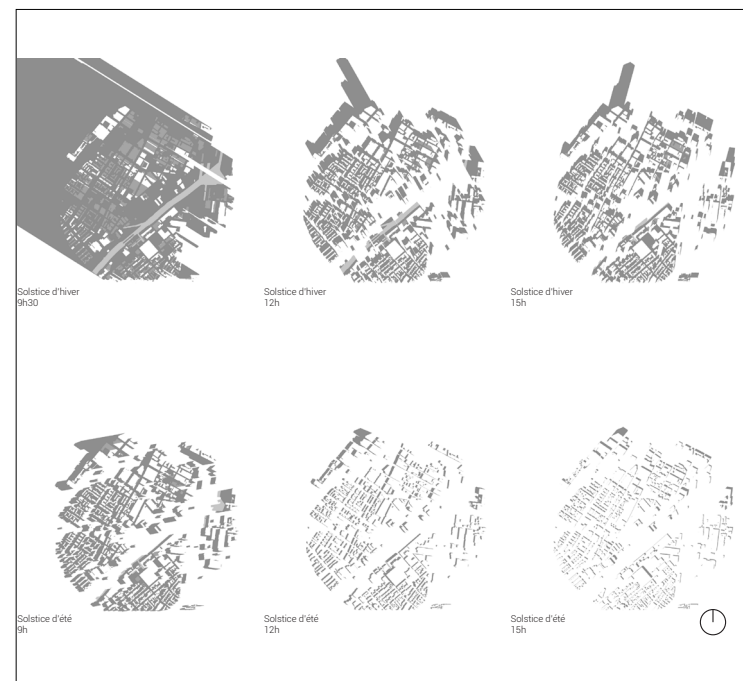 Solstice d'hiver
9h30
Solstice d'hiver
12h
Solstice d'hiver
15h
Solstice d'été
9h
Solstice d'été
12h
Solstice d'été
15h